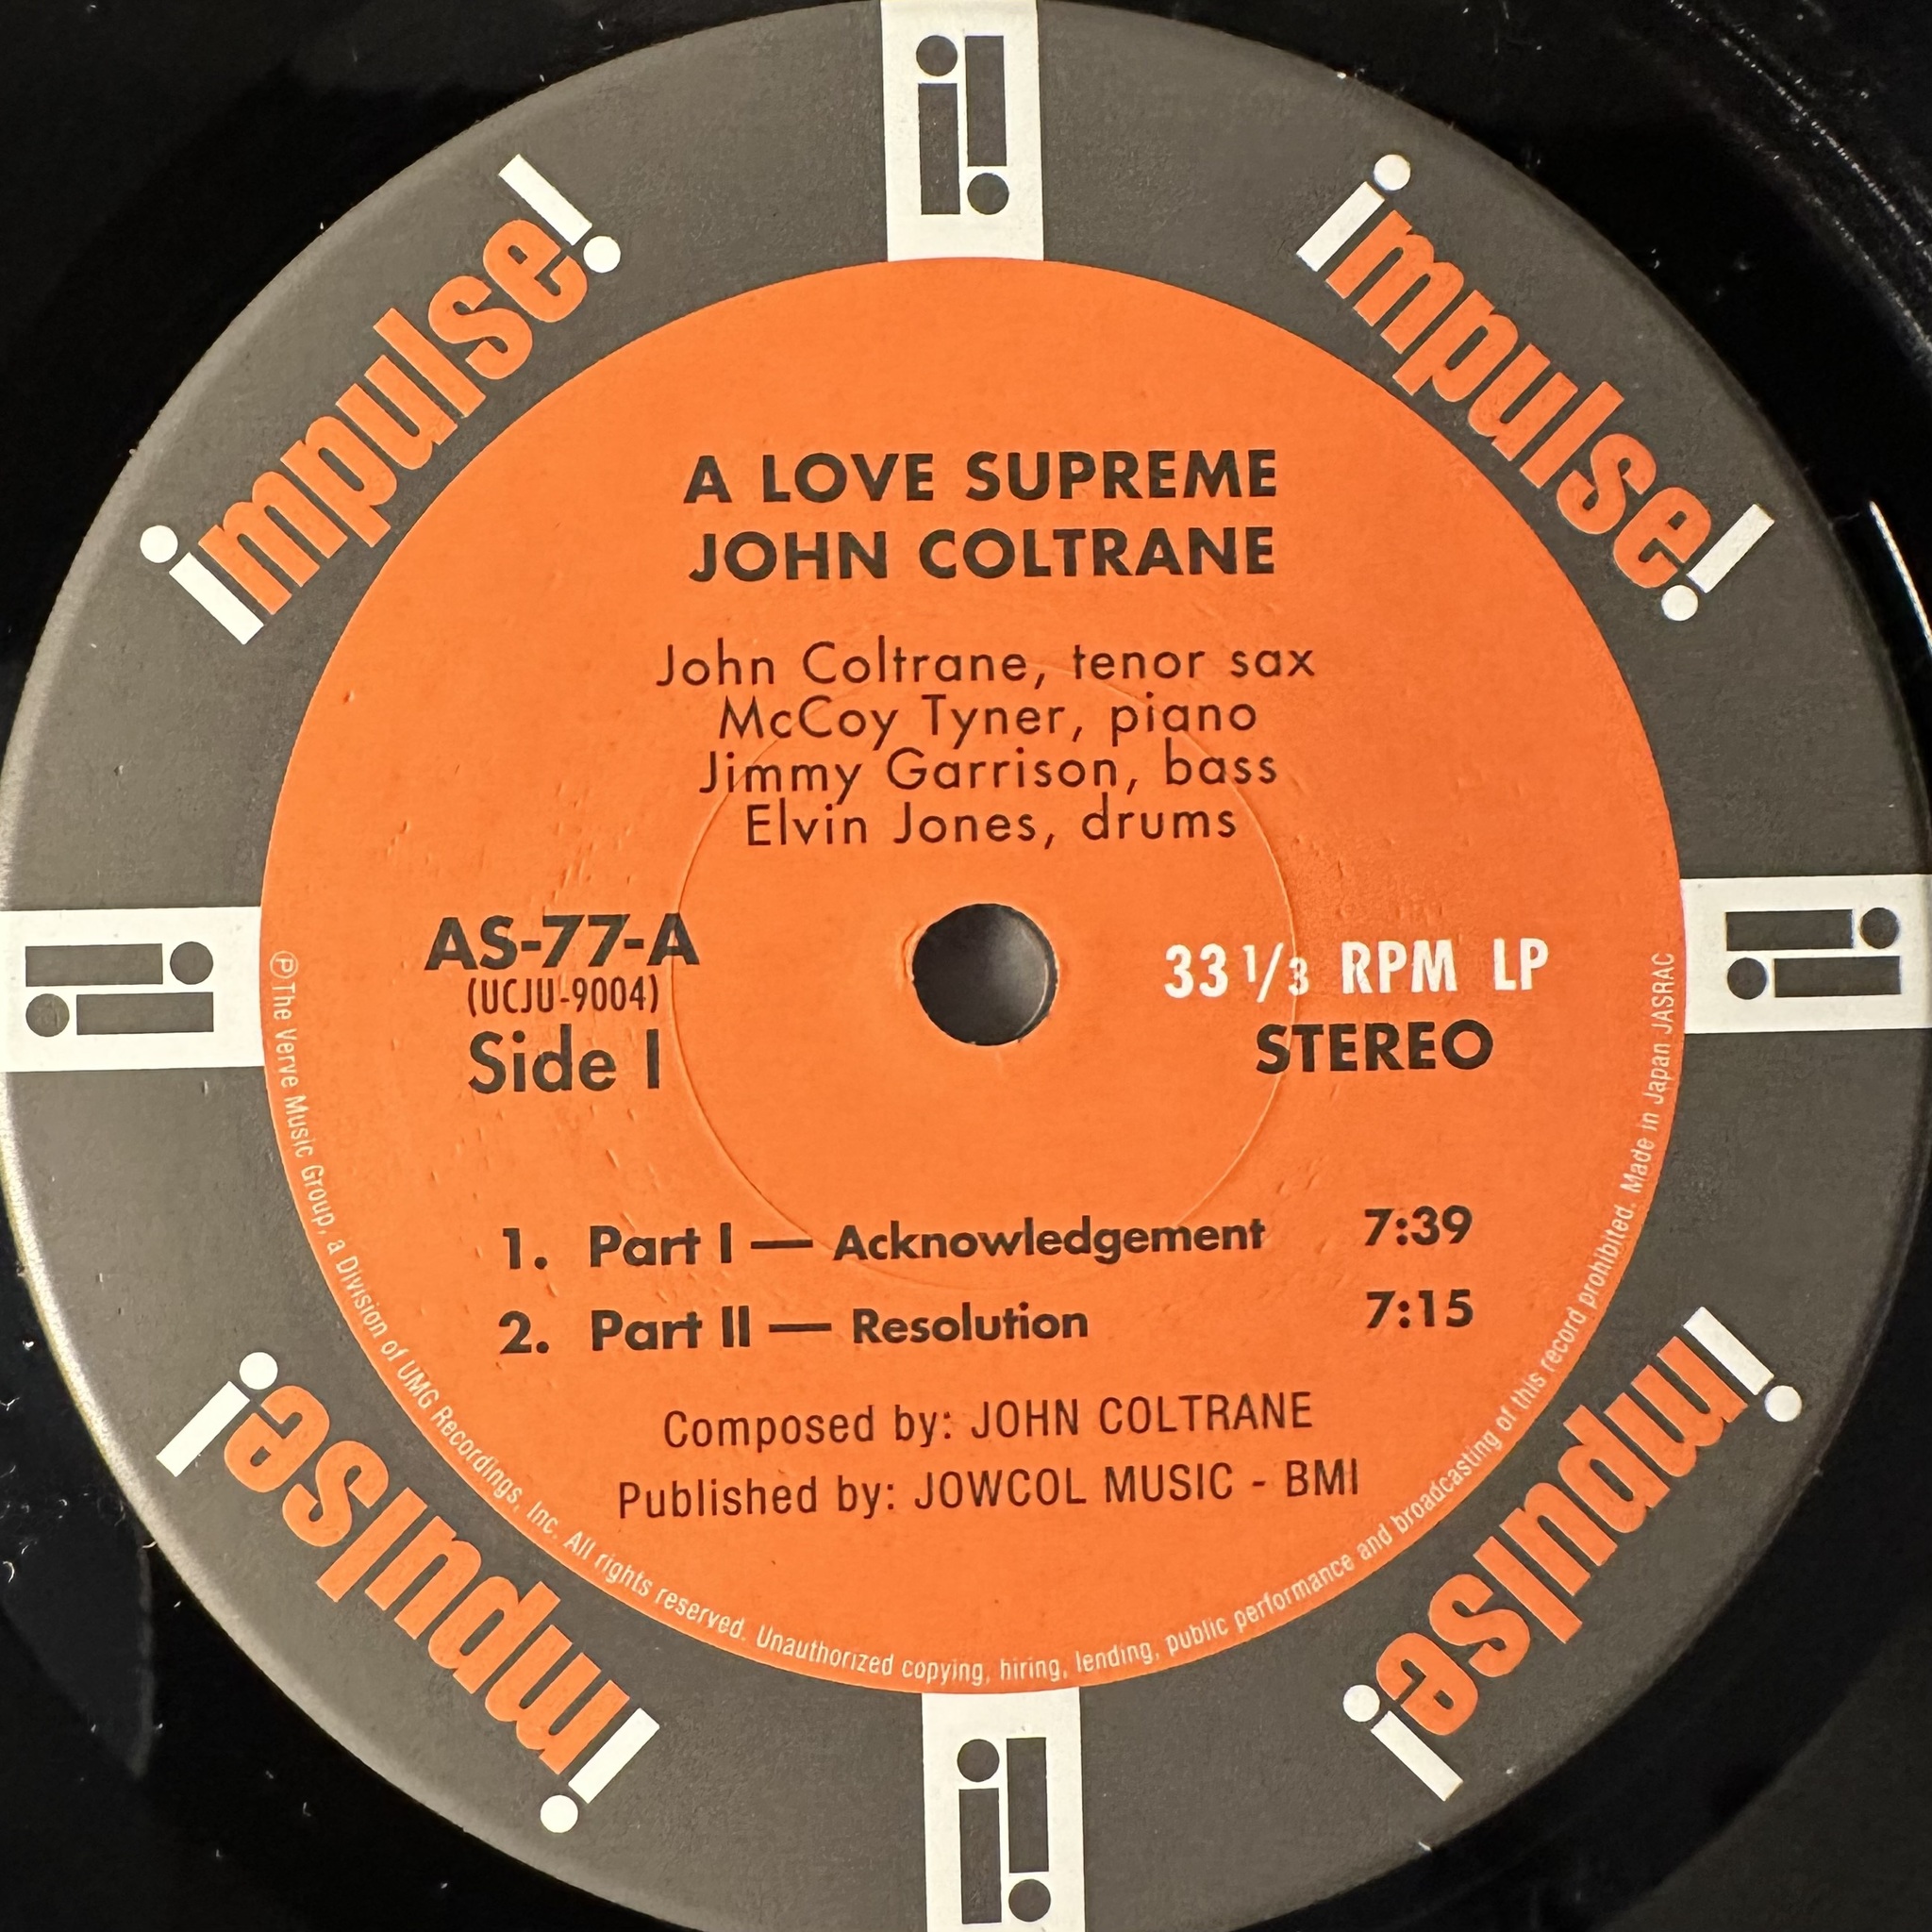 i!
impulse!
impulse!
A LOVE SUPREME
JOHN COLTRANE
John Coltrane, tenor sax
McCoy Tyner, piano
Jimmy Garrison, bass
Elvin Jones, drums
AS-77-A
(UCJU-9004)
Side I
33 1/3 RPM LP
STEREO
i!
i!
1. Part I — Acknowledgement 7:39
2. Part II — Resolution 7:15
Composed by: JOHN COLTRANE
Published by: JOWCOL MUSIC - BMI
℗The Verve Music Group, a Division of UMG Recordings, Inc. All rights reserved. Unauthorized copying, hiring, lending, public performance and broadcasting of this record prohibited. Made in Japan JASRAC
impulse!
impulse!
i!